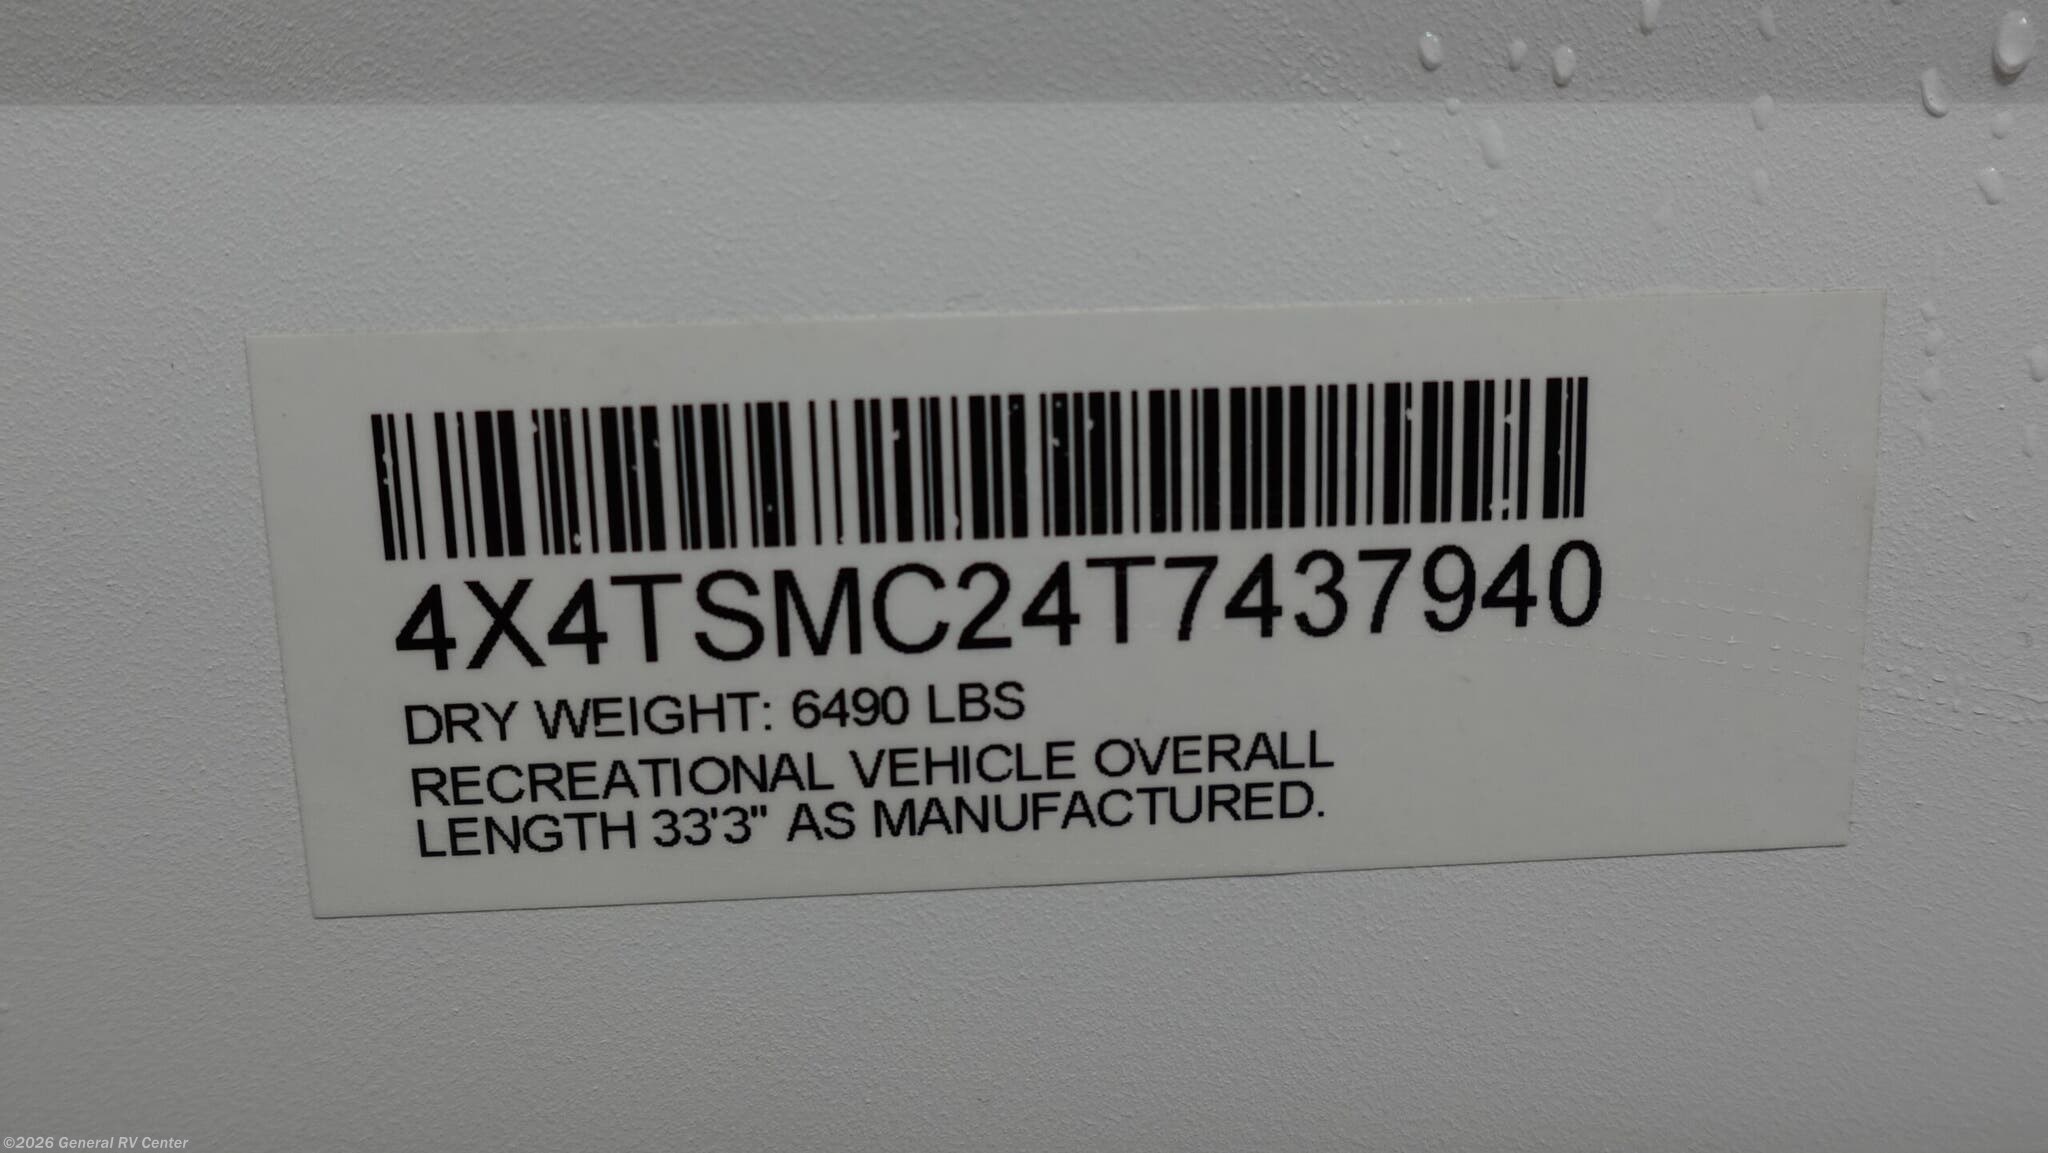 4X4TSMC24T7437940
DRY WEIGHT: 6490 LBS
RECREATIONAL VEHICLE OVERALL
LENGTH 33'3" AS MANUFACTURED.
©2026 General RV Center